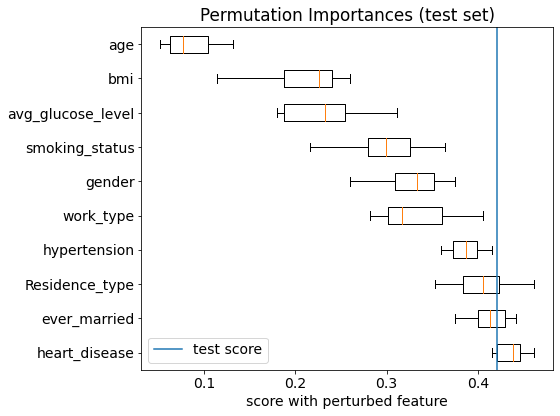 Permutation Importances (test set)
age
bmi
avg_glucose_level
smoking_status
gender
work_type
hypertension
Residence_type
ever_married
heart_disease
test score
0.1 0.2 0.3 0.4
score with perturbed feature